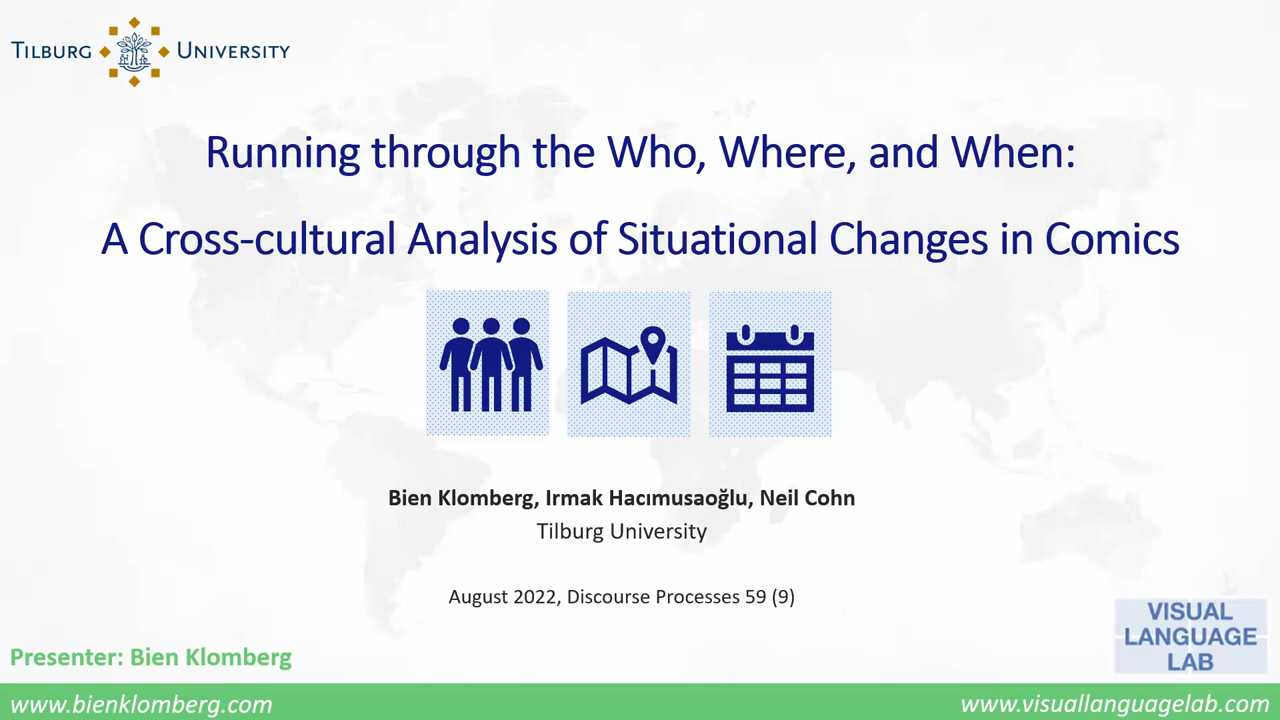 TILBURG UNIVERSITY
Running through the Who, Where, and When:
A Cross-cultural Analysis of Situational Changes in Comics
Bien Klomberg, Irmak Hacımusaoğlu, Neil Cohn
Tilburg University
August 2022, Discourse Processes 59 (9)
VISUAL
LANGUAGE
LAB
Presenter: Bien Klomberg
www.bienklomberg.com
www.visuallanguagelab.com